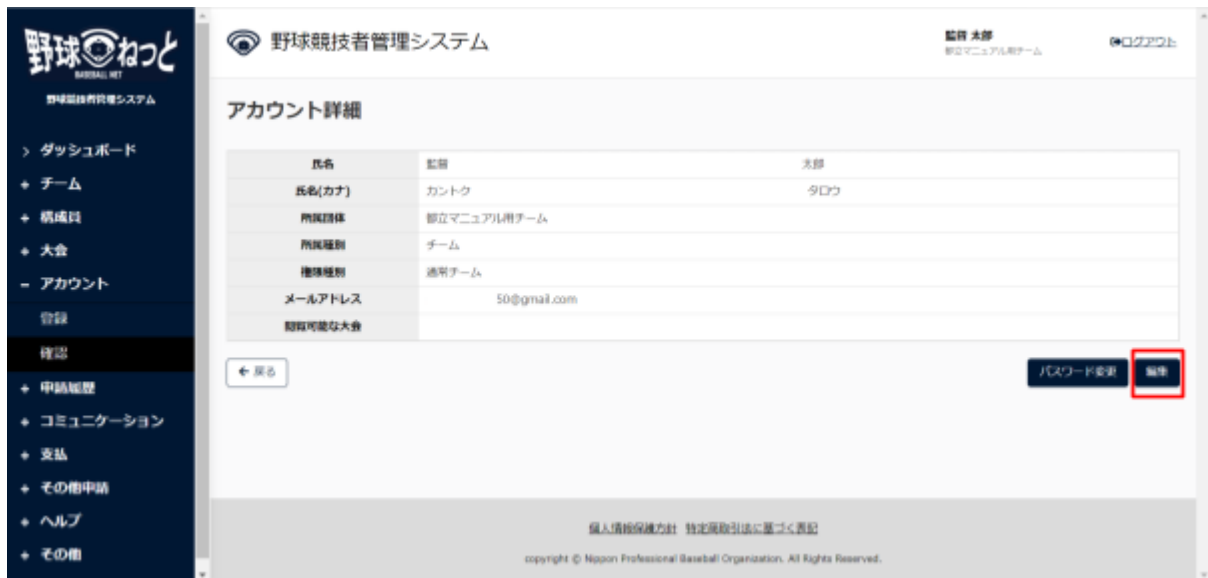 野球ねっと
BASEBALL NET
野球競技者管理システム
野球競技者管理システム
監督 太郎
都立マニュアル用チーム
ログアウト
アカウント詳細
> ダッシュボード
+ チーム
+ 構成員
+ 大会
- アカウント
登録
確認
+ 申請履歴
+ コミュニケーション
+ 支払
+ その他申請
+ ヘルプ
+ その他
氏名 監督 太郎
氏名(カナ) カントク タロウ
所属団体 都立マニュアル用チーム
所属種別 チーム
権限種別 通常チーム
メールアドレス 50@gmail.com
閲覧可能な大会
← 戻る
パスワード変更
編集
個人情報保護方針 特定商取引法に基づく表記
copyright © Nippon Professional Baseball Organization. All Rights Reserved.